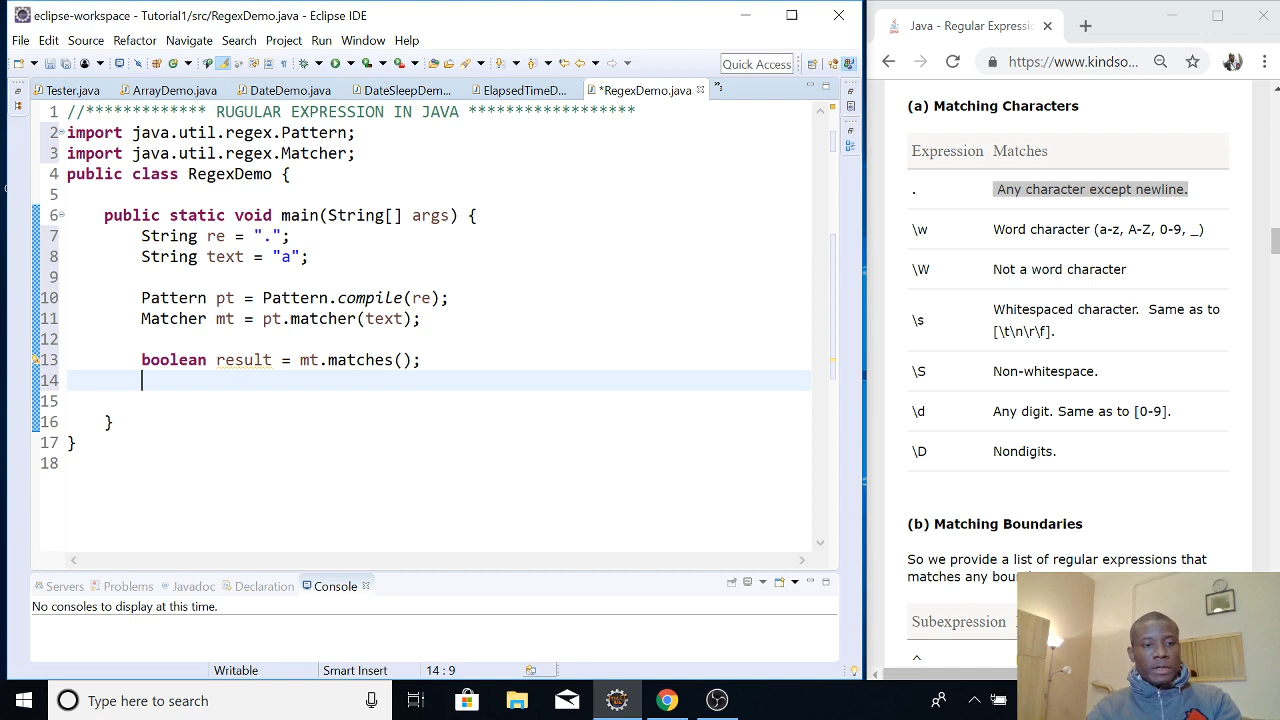 eclipse-workspace - Tutorial1/src/RegexDemo.java - Eclipse IDE
File Edit Source Refactor Navigate Search Project Run Window Help
Quick Access
Tester.java ArrayDemo.java DateDemo.java DateSleepDemo... ElapsedTimeD... *RegexDemo.java
1 //************* RUGULAR EXPRESSION IN JAVA ******************
2 import java.util.regex.Pattern;
3 import java.util.regex.Matcher;
4 public class RegexDemo {
5
6 public static void main(String[] args) {
7 String re = ".";
8 String text = "a";
9
10 Pattern pt = Pattern.compile(re);
11 Matcher mt = pt.matcher(text);
12
13 boolean result = mt.matches();
14
15
16 }
17 }
18
Servers Problems Javadoc Declaration Console
No consoles to display at this time.
Writable Smart Insert 14 : 9
Java - Regular Expressi
https://www.kindso...
(a) Matching Characters
Expression Matches
. Any character except newline.
\w Word character (a-z, A-Z, 0-9, _)
\W Not a word character
\s Whitespaced character. Same as to
[\t\n\r\f].
\S Non-whitespace.
\d Any digit. Same as to [0-9].
\D Nondigits.
(b) Matching Boundaries
So we provide a list of regular expressions that
matches any
Subexpression
^
Type here to search